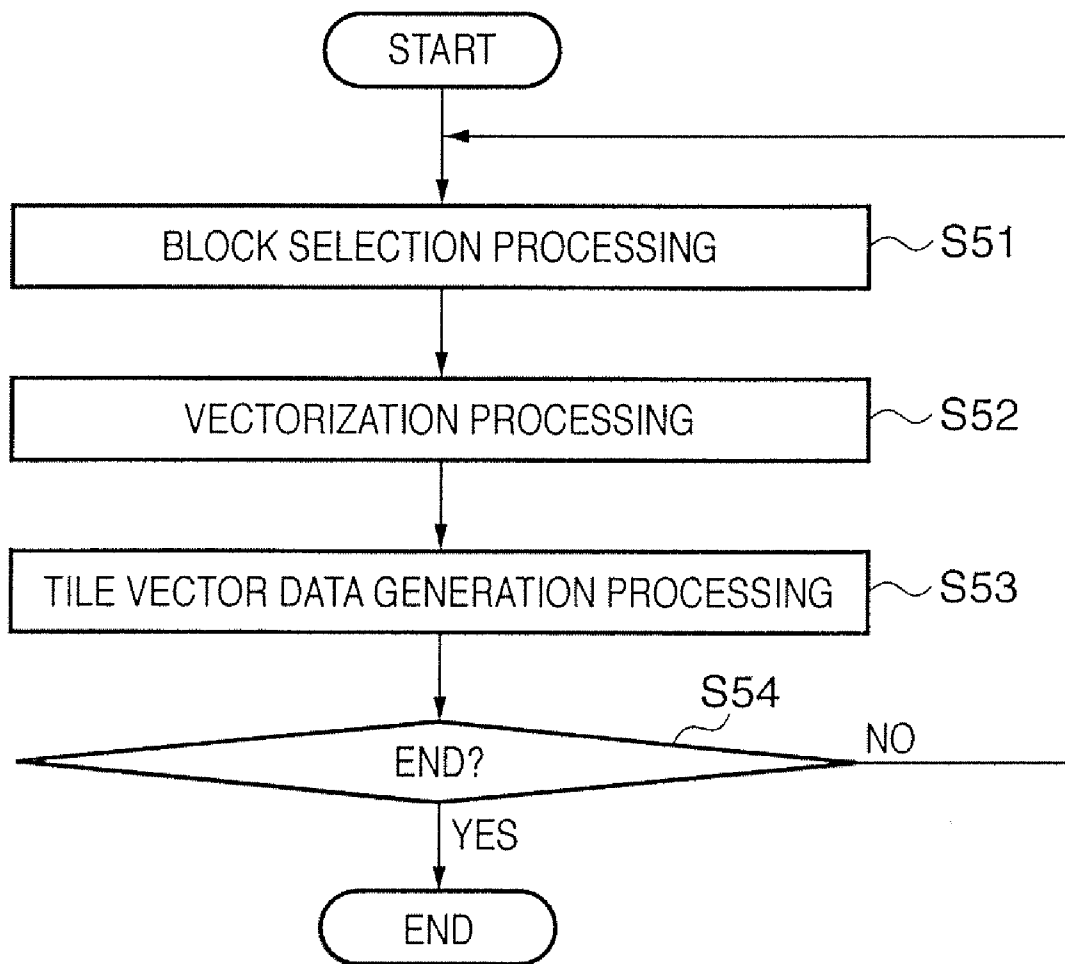 START
BLOCK SELECTION PROCESSING
S51
VECTORIZATION PROCESSING
S52
TILE VECTOR DATA GENERATION PROCESSING
S53
S54
END?
NO
YES
END